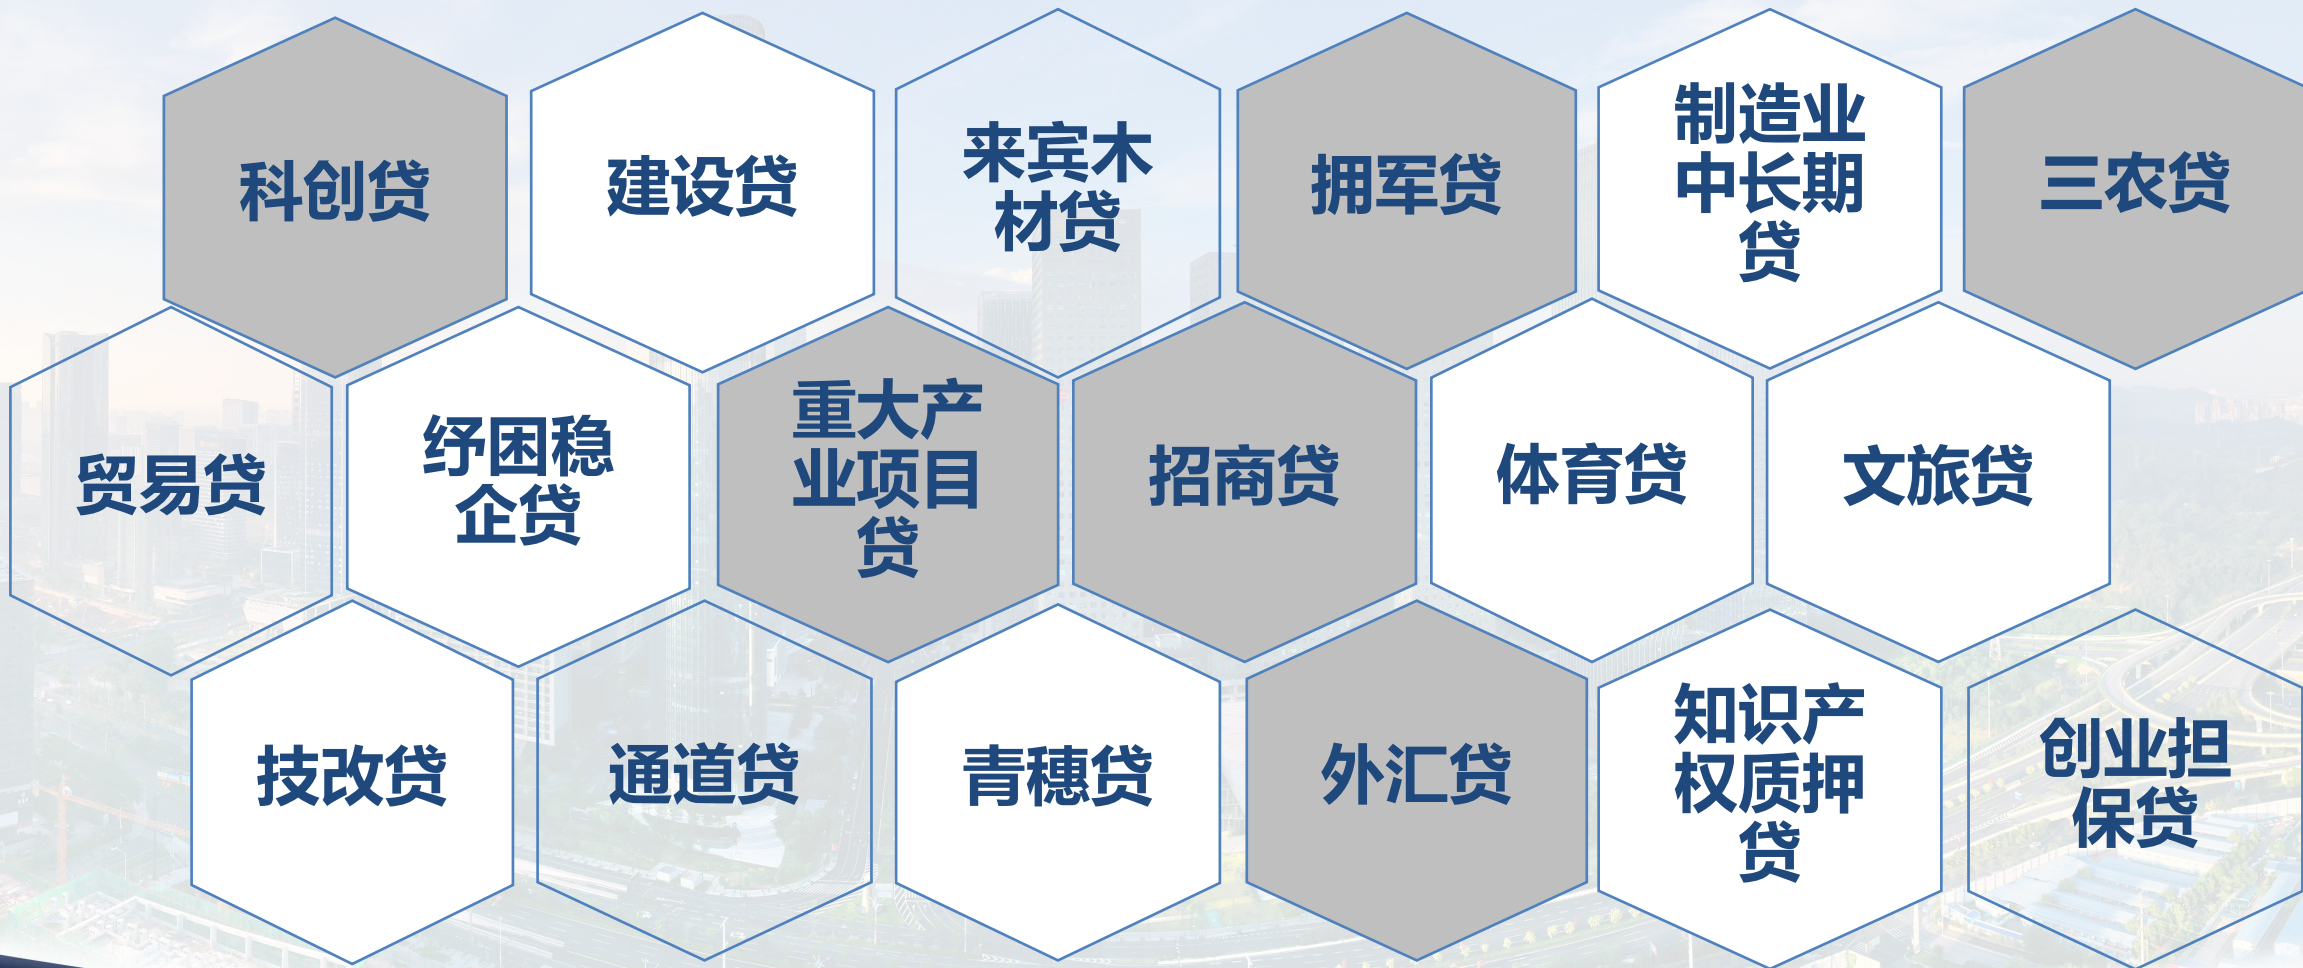 科创贷
建设贷
来宾木
材贷
拥军贷
制造业
中长期
贷
三农贷
贸易贷
纾困稳
企贷
重大产
业项目
贷
招商贷
体育贷
文旅贷
技改贷
通道贷
青穗贷
外汇贷
知识产
权质押
贷
创业担
保贷